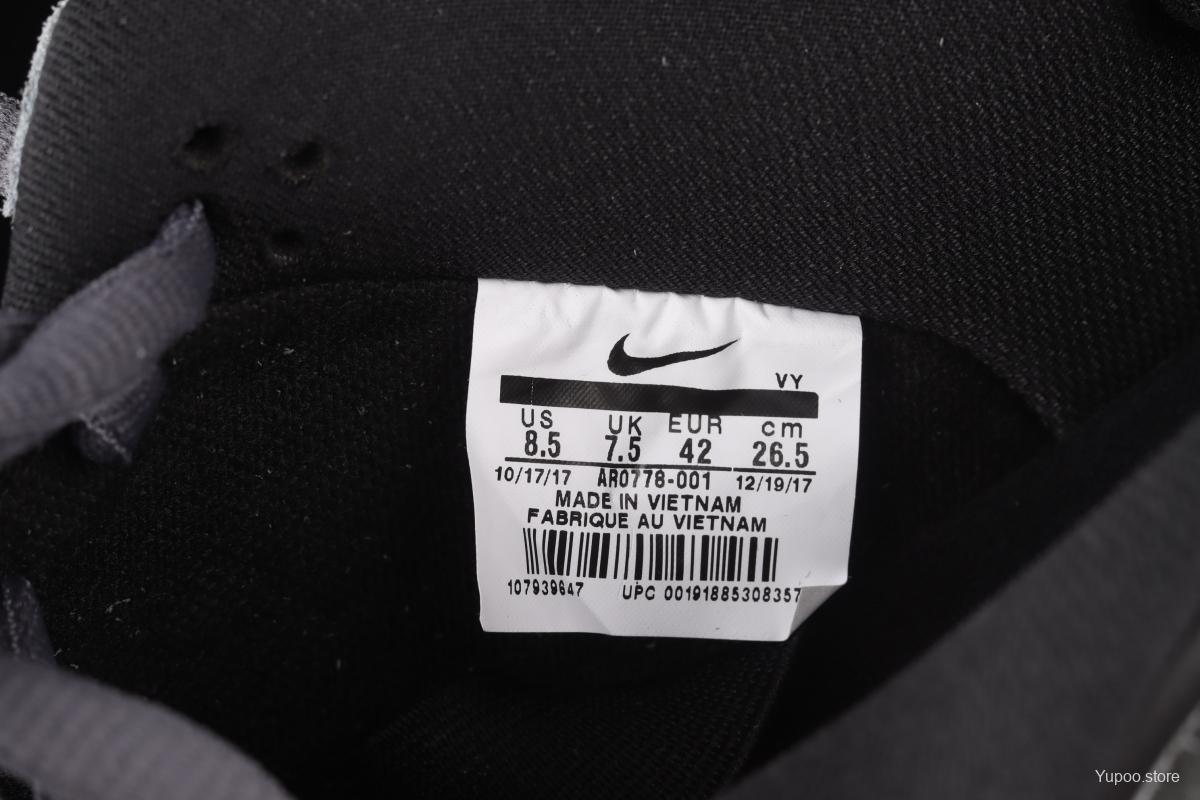 VY
US UK EUR cm
8.5 7.5 42 26.5
10/17/17 AR0778-001 12/19/17
MADE IN VIETNAM
FABRIQUE AU VIETNAM
107939647 UPC 00191885308357
Yupoo.store